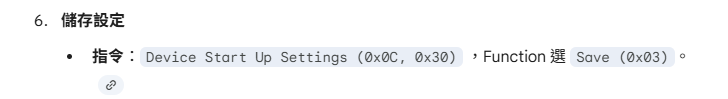 6. 儲存設定
• 指令：Device Start Up Settings (0x0C, 0x30)，Function 選 Save (0x03)。